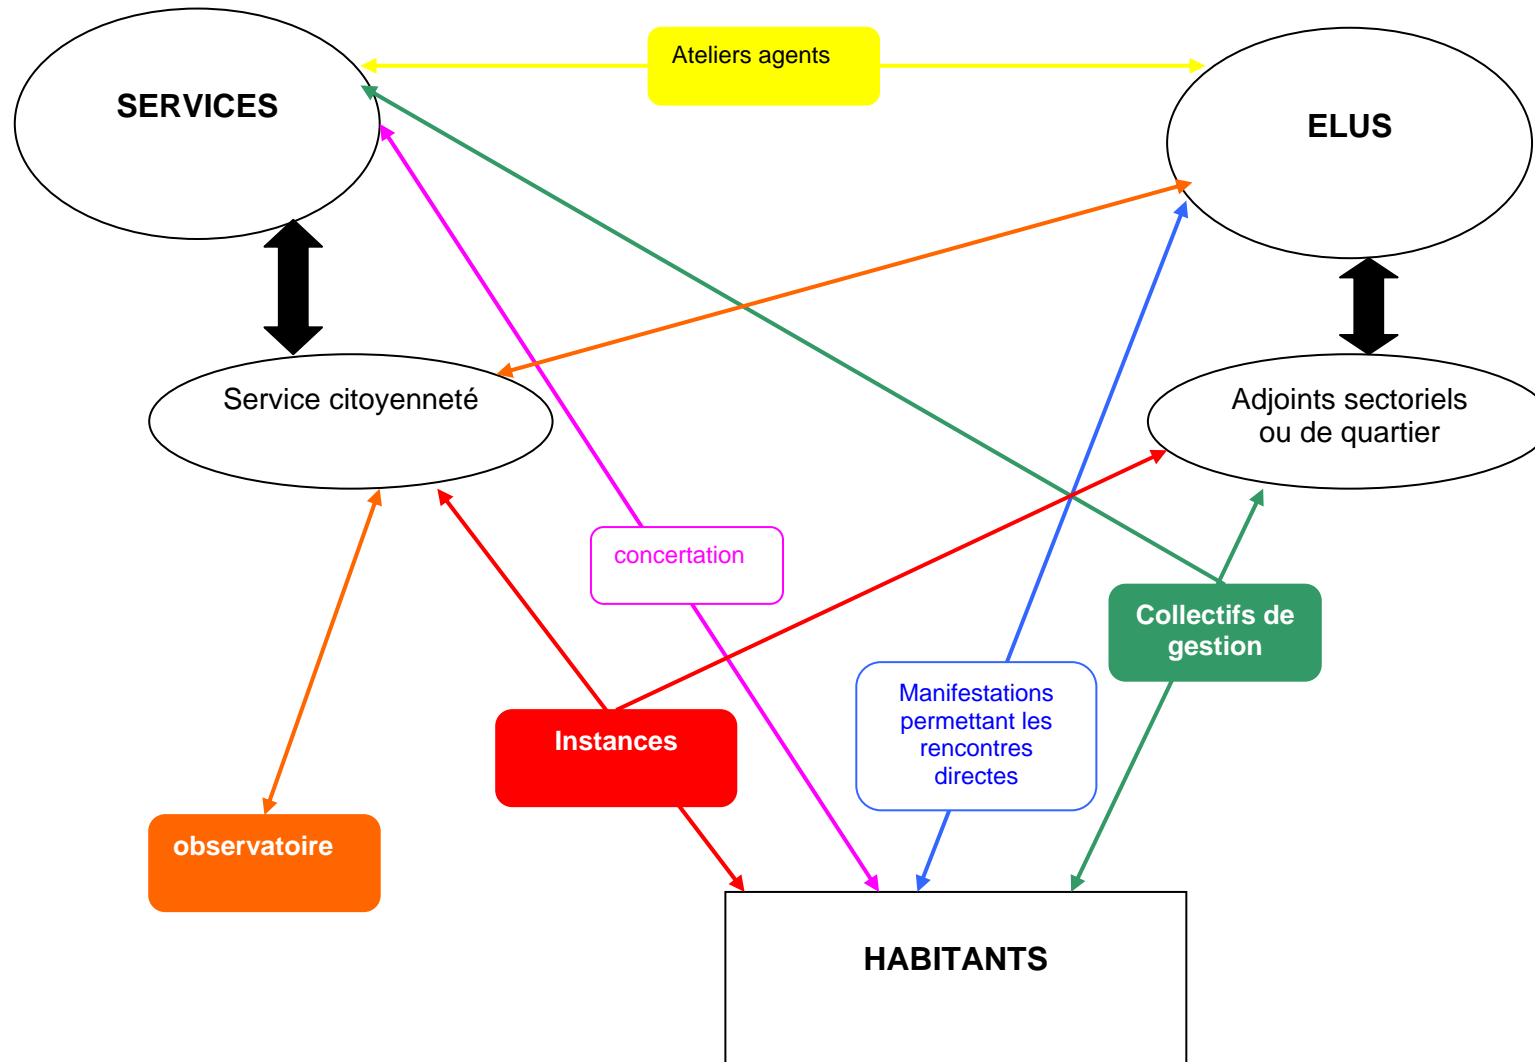 Ateliers agents
SERVICES
ELUS
Service citoyenneté
Adjoints sectoriels
ou de quartier
concertation
Collectifs de
gestion
Manifestations
permettant les
rencontres
directes
Instances
observatoire
HABITANTS